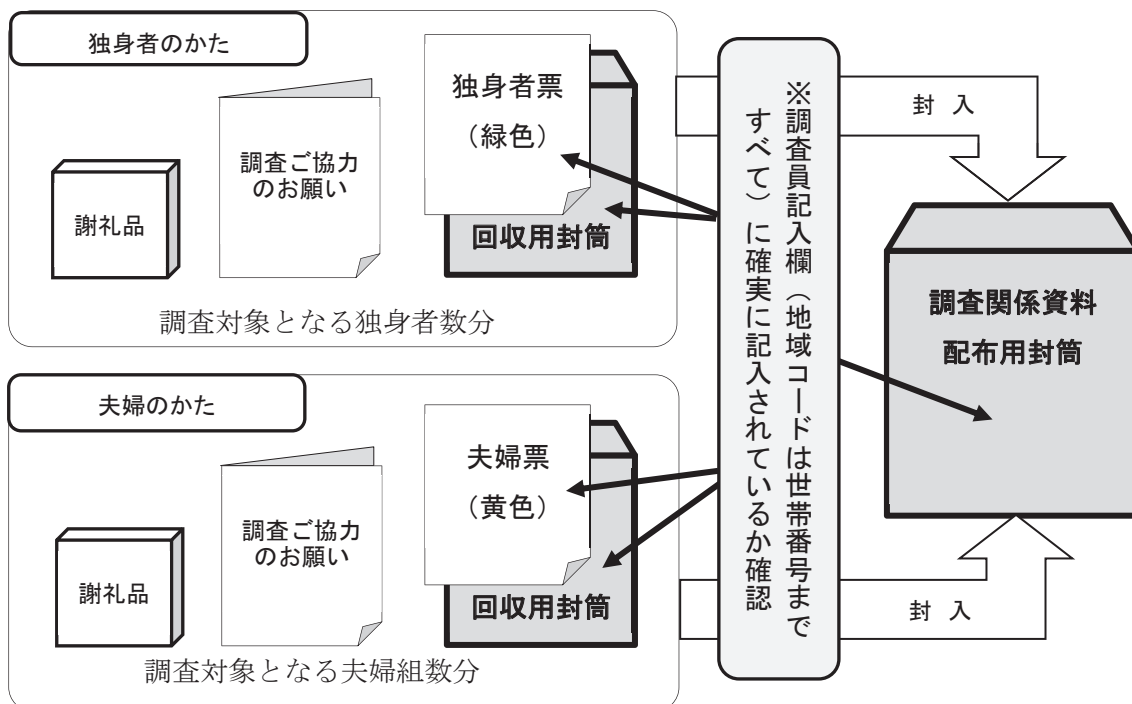 独身者のかた
謝礼品
調査ご協力
のお願い
独身者票
（緑色）
回収用封筒
調査対象となる独身者数分
夫婦のかた
謝礼品
調査ご協力
のお願い
夫婦票
（黄色）
回収用封筒
調査対象となる夫婦組数分
※調査員記入欄（地域コードは世帯番号まで
すべて）に確実に記入されているか確認
封 入
調査関係資料
配布用封筒
封 入